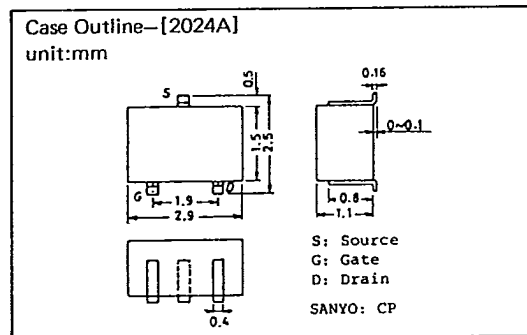 Case Outline–[2024A]
unit:mm
S
0.5
1.5
2.5
G
D
1.9
2.9
0.16
0~0.1
0.8
1.1
0.4
S: Source
G: Gate
D: Drain
SANYO: CP